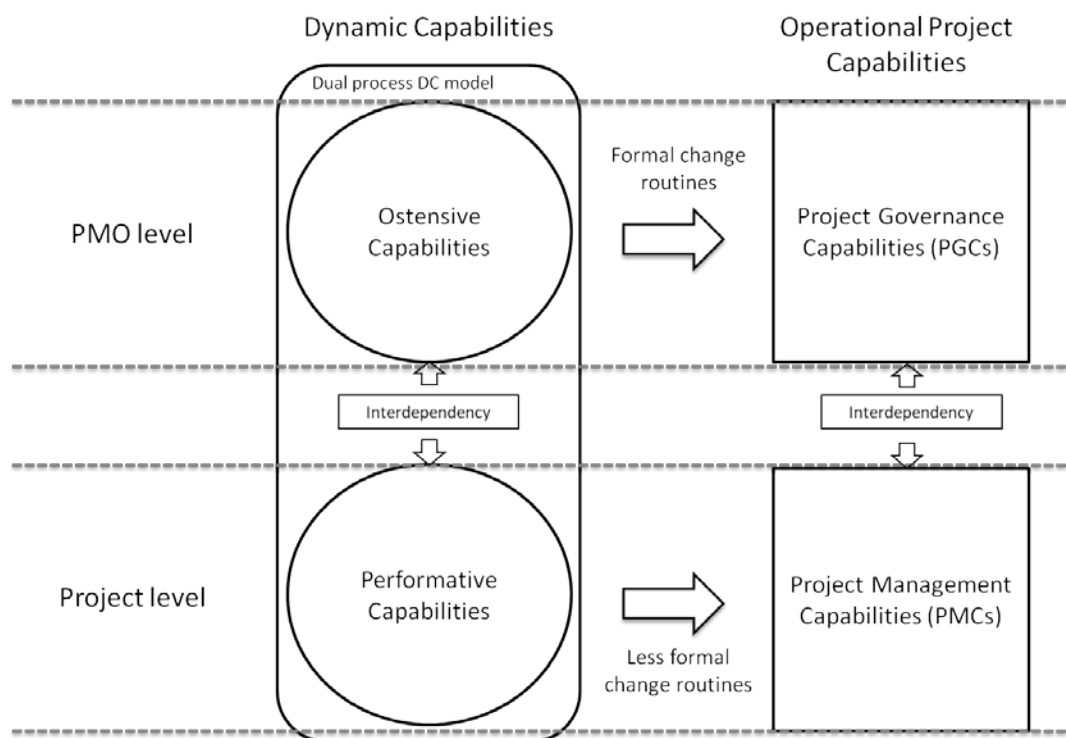 Dynamic Capabilities
Operational Project
Capabilities
Dual process DC model
PMO level
Ostensive
Capabilities
Formal change
routines
Project Governance
Capabilities (PGCs)
Interdependency
Interdependency
Project level
Performative
Capabilities
Less formal
change routines
Project Management
Capabilities (PMCs)